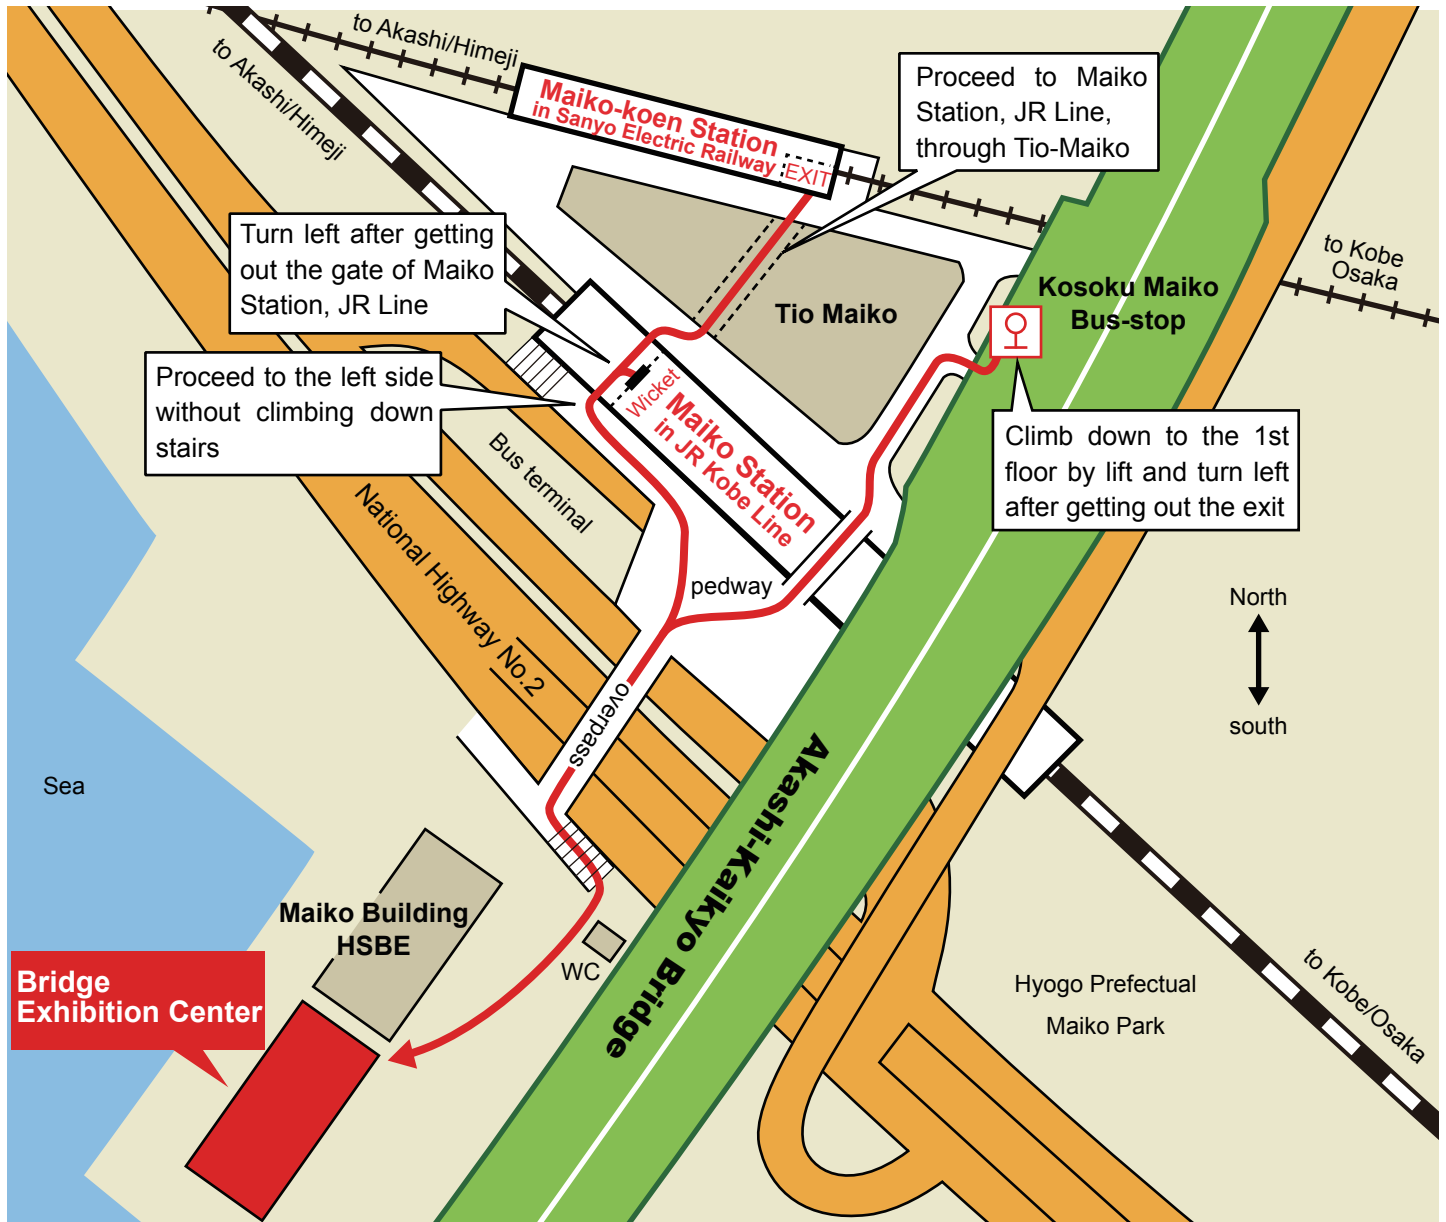 to Akashi/Himeji
to Akashi/Himeji
Maiko-koen Station
in Sanyo Electric Railway
EXIT
Proceed to Maiko
Station, JR Line,
through Tio-Maiko
Turn left after getting
out the gate of Maiko
Station, JR Line
Tio Maiko
Kosoku Maiko
Bus-stop
to Kobe
Osaka
Proceed to the left side
without climbing down
stairs
Wicket
Maiko Station
in JR Kobe Line
Climb down to the 1st
floor by lift and turn left
after getting out the exit
Bus terminal
National Highway No.2
pedway
North
south
overpass
Sea
Akashi-Kaikyo Bridge
Maiko Building
HSBE
WC
Bridge
Exhibition Center
Hyogo Prefectual
Maiko Park
to Kobe/Osaka